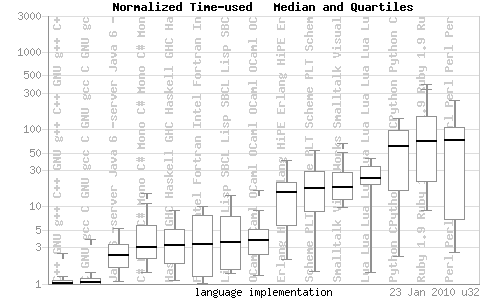 Normalized Time-used   Median and Quartiles
3000
1000
500
300
100
50
30
10
5
3
1
C++ GNU g++
C GNU gcc
Java 6 -server
C# Mono
Haskell GHC
Fortran Intel
Lisp SBCL
OCaml
Erlang HiPE
Scheme PLT
Smalltalk VisualWorks
Lua
Python CPython
Ruby 1.9
Perl
language implementation
23 Jan 2010 u32